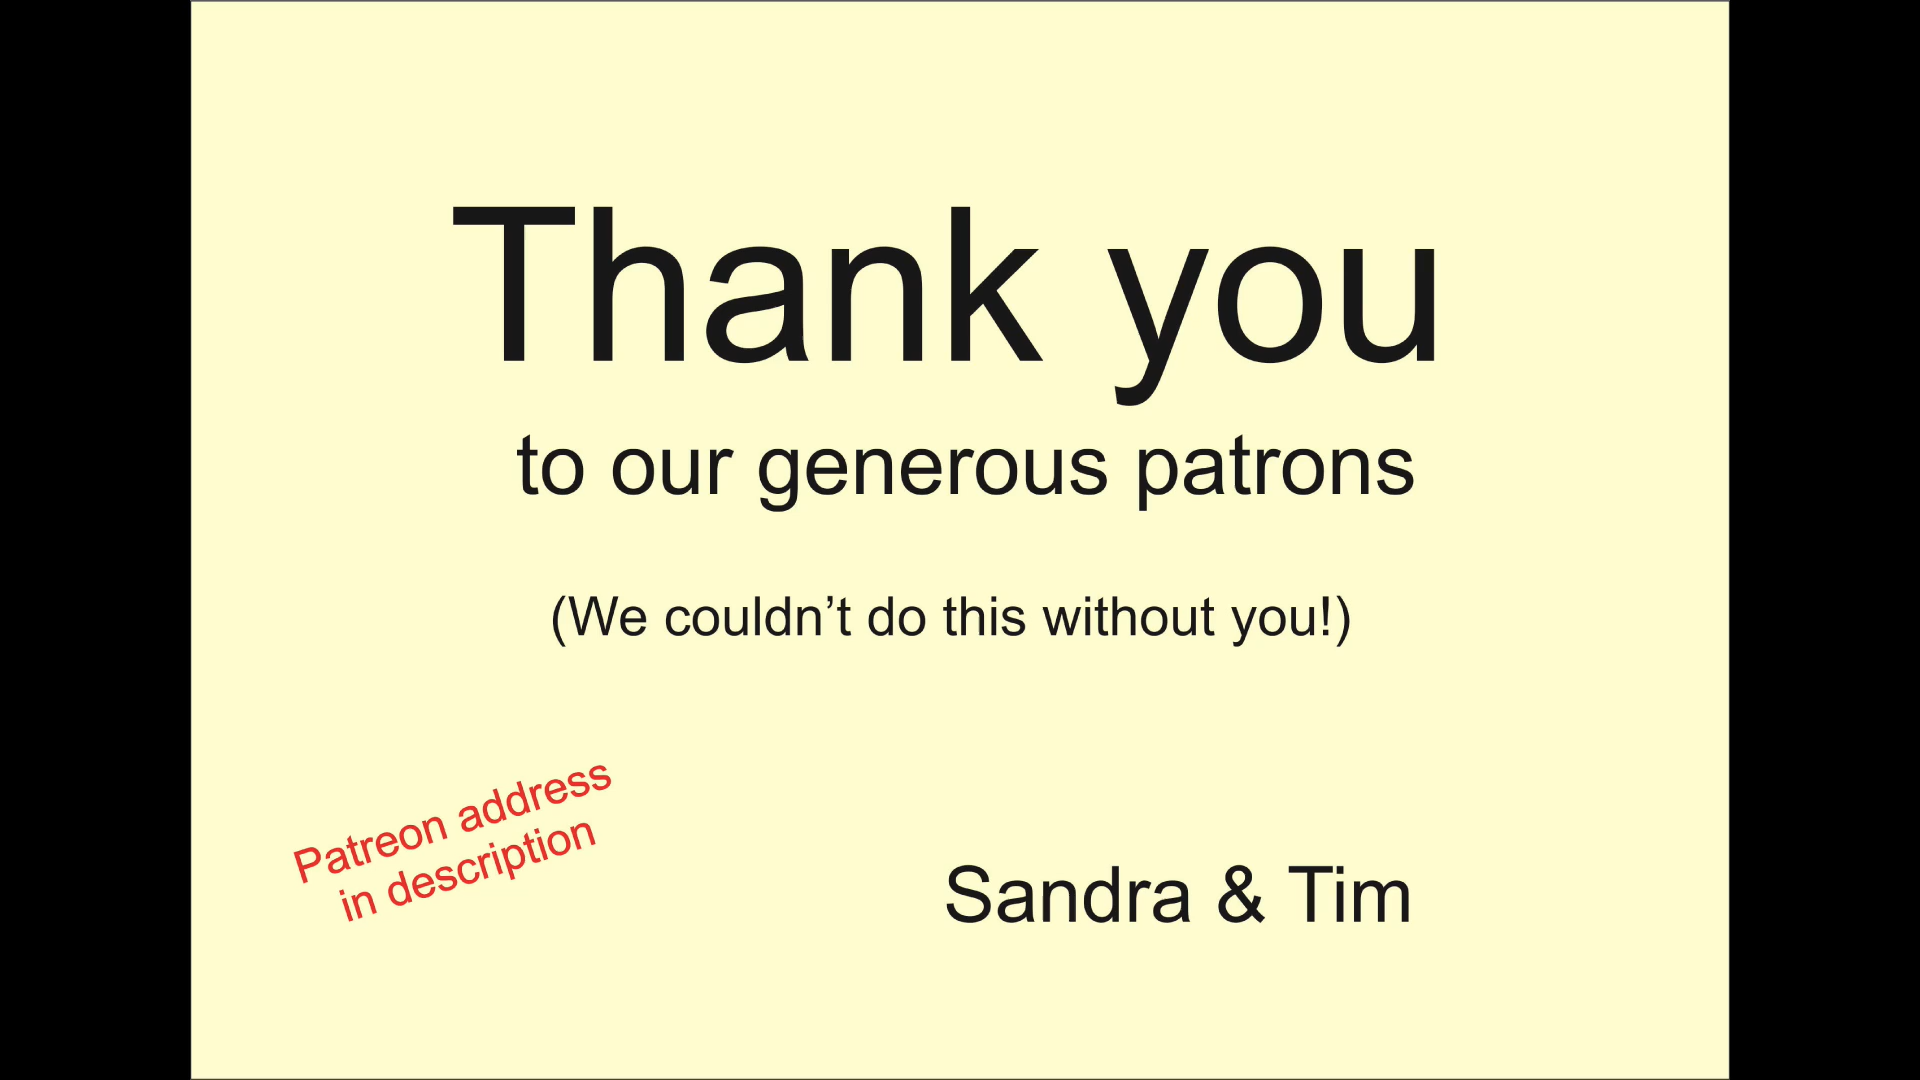 Thank you
to our generous patrons
(We couldn’t do this without you!)
Patreon address
in description
Sandra & Tim